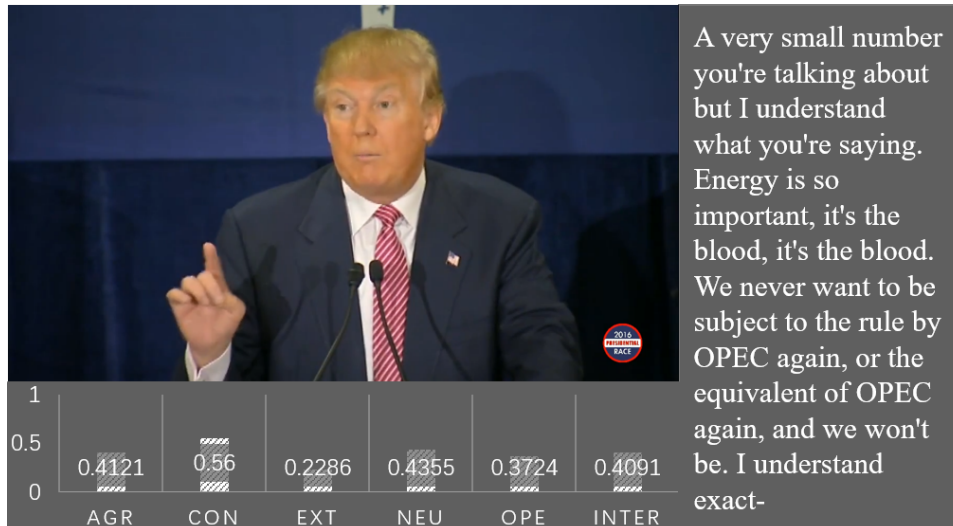 A very small number
you're talking about
but I understand
what you're saying.
Energy is so
important, it's the
blood, it's the blood.
We never want to be
subject to the rule by
OPEC again, or the
equivalent of OPEC
again, and we won't
be. I understand
exact-
2016
PRESIDENTIAL
RACE
1
0.5
0
0.4121 0.56 0.2286 0.4355 0.3724 0.4091
AGR CON EXT NEU OPE INTER